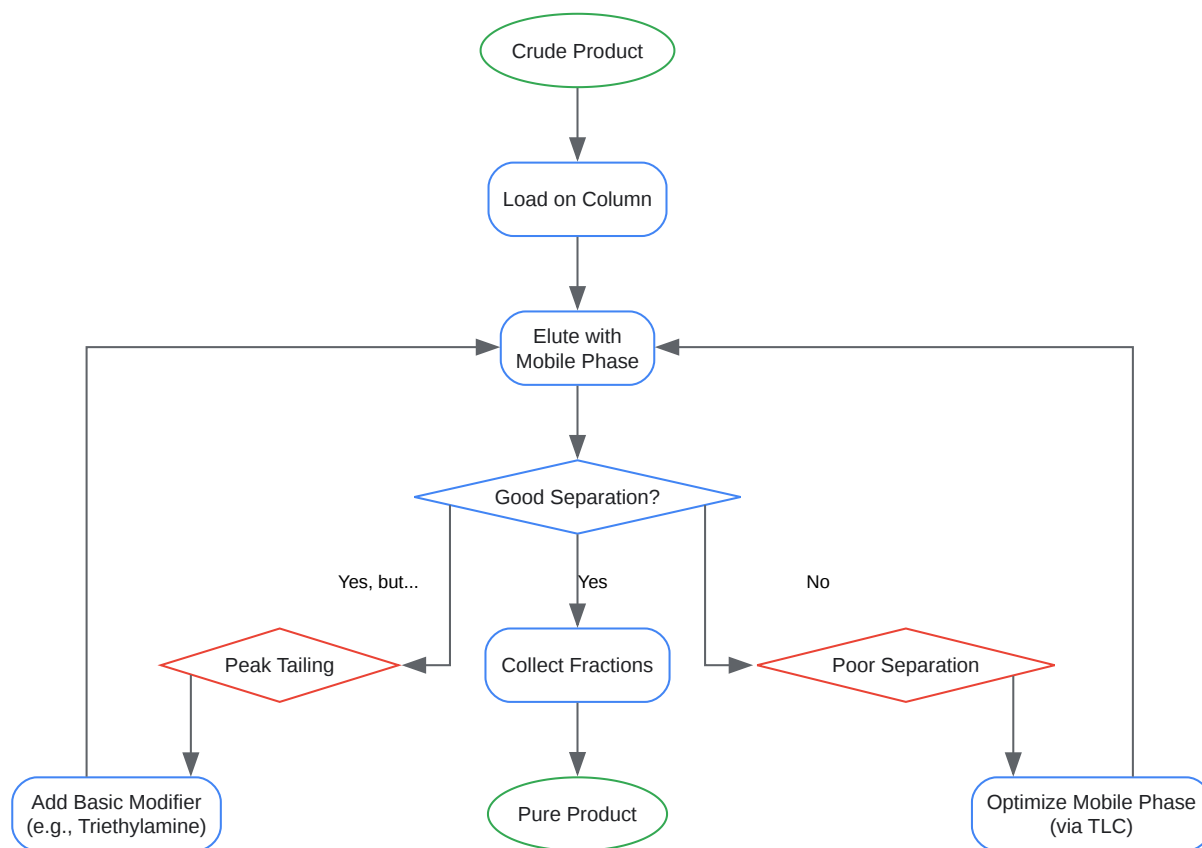 Crude Product
Load on Column
Elute with
Mobile Phase
Good Separation?
Yes, but...
Yes
No
Peak Tailing
Collect Fractions
Poor Separation
Add Basic Modifier
(e.g., Triethylamine)
Pure Product
Optimize Mobile Phase
(via TLC)